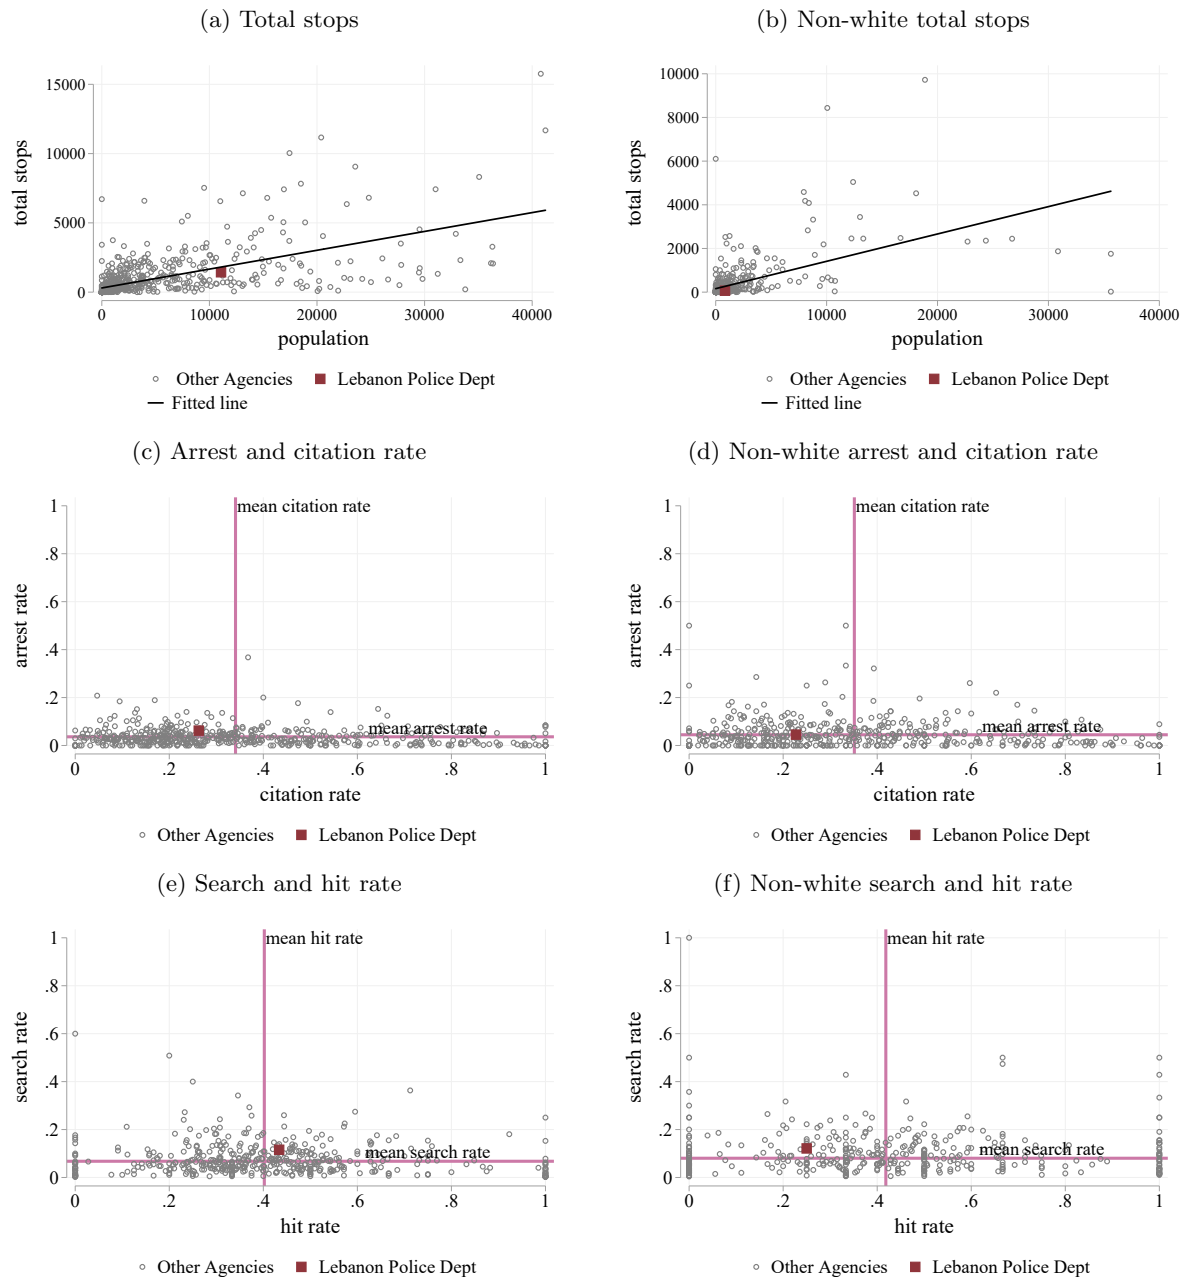 (a) Total stops
(b) Non-white total stops
total stops
15000
10000
5000
0
0 10000 20000 30000 40000
population
Other Agencies Lebanon Police Dept
Fitted line
total stops
10000
8000
6000
4000
2000
0
0 10000 20000 30000 40000
population
Other Agencies Lebanon Police Dept
Fitted line
(c) Arrest and citation rate
(d) Non-white arrest and citation rate
arrest rate
1
.8
.6
.4
.2
0
mean citation rate
mean arrest rate
0 .2 .4 .6 .8 1
citation rate
Other Agencies Lebanon Police Dept
arrest rate
1
.8
.6
.4
.2
0
mean citation rate
mean arrest rate
0 .2 .4 .6 .8 1
citation rate
Other Agencies Lebanon Police Dept
(e) Search and hit rate
(f) Non-white search and hit rate
search rate
1
.8
.6
.4
.2
0
mean hit rate
mean search rate
0 .2 .4 .6 .8 1
hit rate
Other Agencies Lebanon Police Dept
search rate
1
.8
.6
.4
.2
0
mean hit rate
mean search rate
0 .2 .4 .6 .8 1
hit rate
Other Agencies Lebanon Police Dept